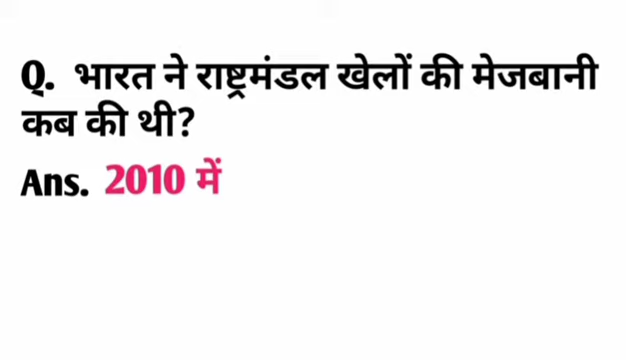 Q. भारत ने राष्ट्रमंडल खेलों की मेजबानी
कब की थी?
Ans. 2010 में